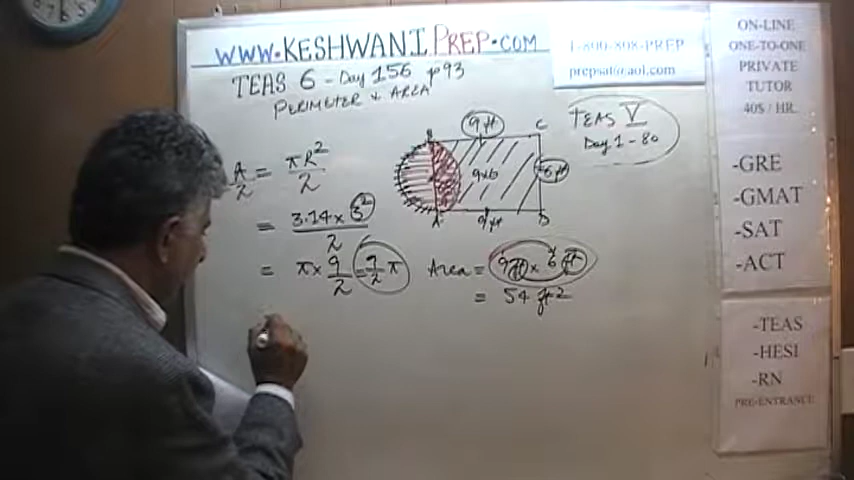 www.KESHWANIPREP.COM
TEAS 6 - Day 156 p93
PERIMETER & AREA
1-800-808-PREP
prepsat@aol.com
TEAS V
Day 1-80
A/2 = πR²/2
= 3.14 x 3²/2
= π x 9/2 = 9/2 π
9 ft
C
6 ft
9x6
A
D
9 ft
Area = 9 ft x 6 ft
= 54 ft²
ON-LINE
ONE-TO-ONE
PRIVATE
TUTOR
40$ / HR.
-GRE
-GMAT
-SAT
-ACT
-TEAS
-HESI
-RN
PRE-ENTRANCE